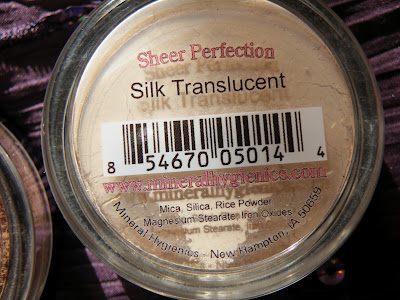 Sheer Perfection
Silk Translucent
8 54670 05014 4
www.mineralhygienics.com
Mica, Silica, Rice Powder
Magnesium Stearate, Iron Oxides
Mineral Hygienics - New Hampton, IA 50659